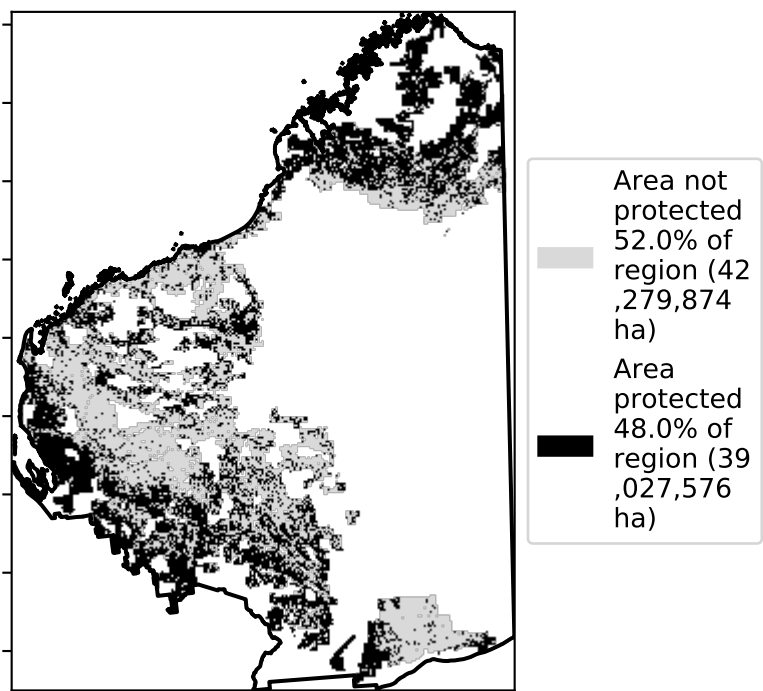 Area not
protected
52.0% of
region (42
,279,874
ha)
Area
protected
48.0% of
region (39
,027,576
ha)